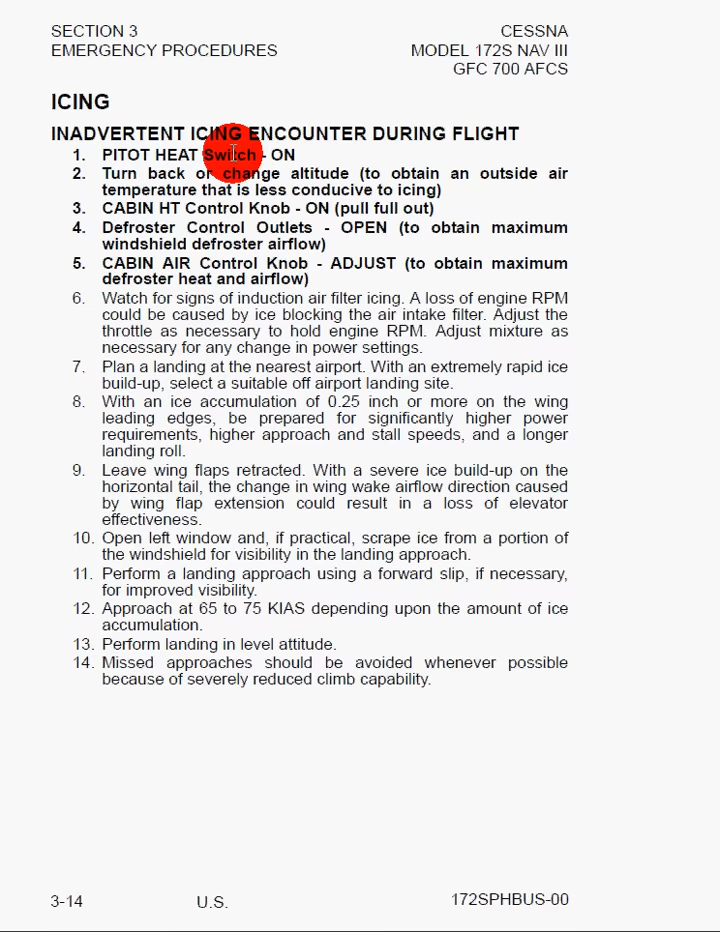 SECTION 3
CESSNA
EMERGENCY PROCEDURES
MODEL 172S NAV III
GFC 700 AFCS
ICING
INADVERTENT ICING ENCOUNTER DURING FLIGHT
1. PITOT HEAT Switch - ON
2. Turn back or change altitude (to obtain an outside air
temperature that is less conducive to icing)
3. CABIN HT Control Knob - ON (pull full out)
4. Defroster Control Outlets - OPEN (to obtain maximum
windshield defroster airflow)
5. CABIN AIR Control Knob - ADJUST (to obtain maximum
defroster heat and airflow)
6. Watch for signs of induction air filter icing. A loss of engine RPM
could be caused by ice blocking the air intake filter. Adjust the
throttle as necessary to hold engine RPM. Adjust mixture as
necessary for any change in power settings.
7. Plan a landing at the nearest airport. With an extremely rapid ice
build-up, select a suitable off airport landing site.
8. With an ice accumulation of 0.25 inch or more on the wing
leading edges, be prepared for significantly higher power
requirements, higher approach and stall speeds, and a longer
landing roll.
9. Leave wing flaps retracted. With a severe ice build-up on the
horizontal tail, the change in wing wake airflow direction caused
by wing flap extension could result in a loss of elevator
effectiveness.
10. Open left window and, if practical, scrape ice from a portion of
the windshield for visibility in the landing approach.
11. Perform a landing approach using a forward slip, if necessary,
for improved visibility.
12. Approach at 65 to 75 KIAS depending upon the amount of ice
accumulation.
13. Perform landing in level attitude.
14. Missed approaches should be avoided whenever possible
because of severely reduced climb capability.
3-14
U.S.
172SPHBUS-00